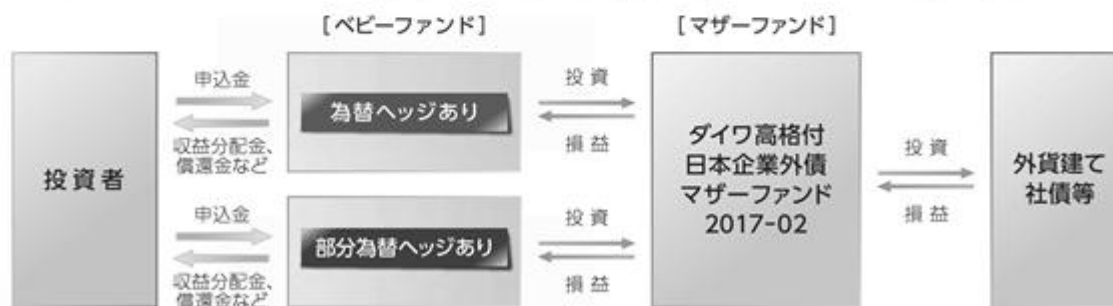 [ベビーファンド]
[マザーファンド]
投資者
申込金
収益分配金、
償還金など
為替ヘッジあり
投資
損益
申込金
収益分配金、
償還金など
部分為替ヘッジあり
投資
損益
ダイワ高格付
日本企業外債
マザーファンド
2017-02
投資
損益
外貨建て
社債等